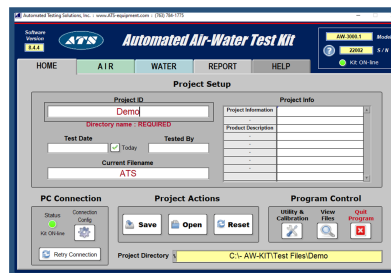 Automated Testing Solutions, Inc. | www.ATS-equipment.com | (763) 784-1775
Software Version
8.4.4
ATS
Automated Air-Water Test Kit
AW-3000.1 Model
22002 S / N
Kit ON-line
HOME AIR WATER REPORT HELP
Project Setup
Project ID
Demo
Directory name : REQUIRED
Test Date Tested By
Today
Current Filename
ATS
Project Info
Project Information
-
Product Description
-
-
-
-
PC Connection
Status Connection Config
Kit ON-line
Retry Connection
Project Actions
Save Open Reset
Program Control
Utility & Calibration View Files Quit Program
Project Directory C:\- AW-KIT\Test Files\Demo